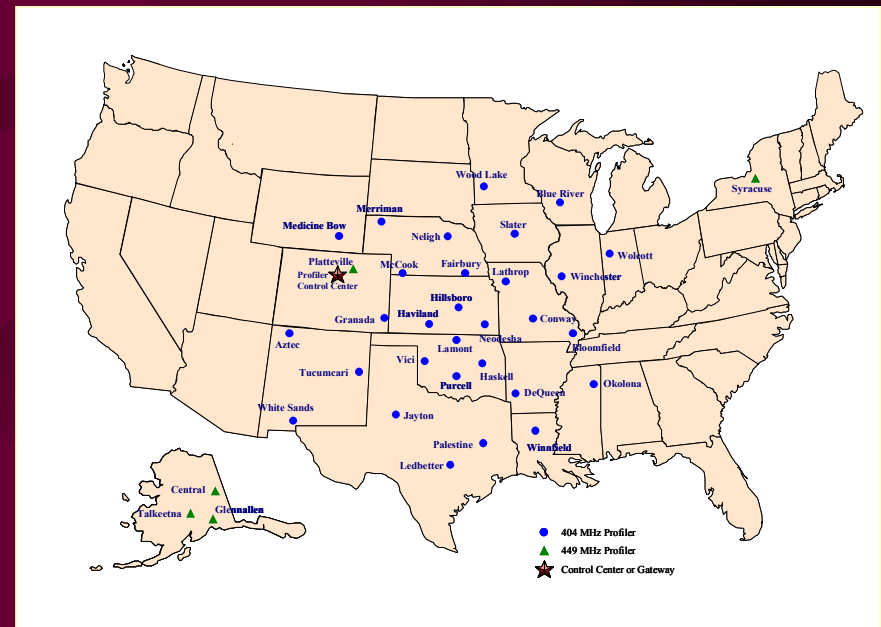 Wood Lake
Syracuse
Blue River
Merriman
Medicine Bow
Slater
Neligh
Wolcott
Platteville
McCook
Fairbury
Lathrop
Profiler
Control Center
Winchester
Hillsboro
Haviland
Granada
Conway
Neodesha
Aztec
Lamont
Bloomfield
Vici
Tucumcari
Haskell
Purcell
Okolona
DeQueen
White Sands
Jayton
Palestine
Winnfield
Ledbetter
Central
Talkeetna
Glennallen
404 MHz Profiler
449 MHz Profiler
Control Center or Gateway